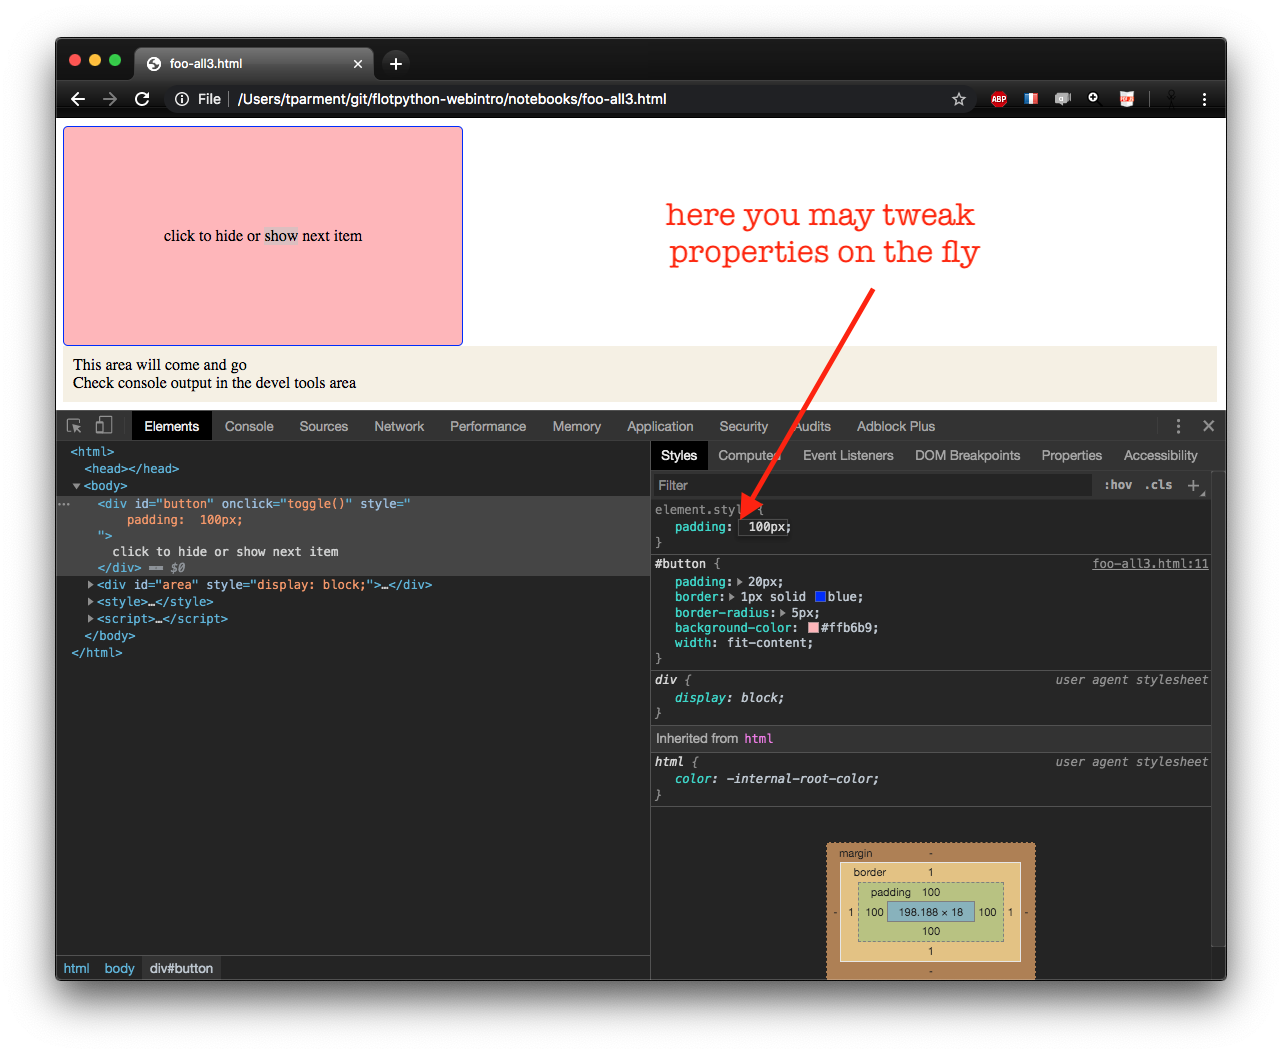 foo-all3.html
File /Users/tparment/git/flotpython-webintro/notebooks/foo-all3.html
ABP
click to hide or show next item
here you may tweak
properties on the fly
This area will come and go
Check console output in the devel tools area
Elements Console Sources Network Performance Memory Application Security Audits Adblock Plus
<html>
<head></head>
<body>
<div id="button" onclick="toggle()" style="
padding:  100px;
">
click to hide or show next item
</div> == $0
<div id="area" style="display: block;">…</div>
<style>…</style>
<script>…</script>
</body>
</html>
html body div#button
Styles Computed Event Listeners DOM Breakpoints Properties Accessibility
Filter :hov .cls +
element.style {
padding: 100px;
}
#button { foo-all3.html:11
padding: 20px;
border: 1px solid blue;
border-radius: 5px;
background-color: #ffb6b9;
width: fit-content;
}
div { user agent stylesheet
display: block;
}
Inherited from html
html { user agent stylesheet
color: -internal-root-color;
}
margin -
border 1
padding 100
- 1 100 198.188 × 18 100 1 -
100
1
-